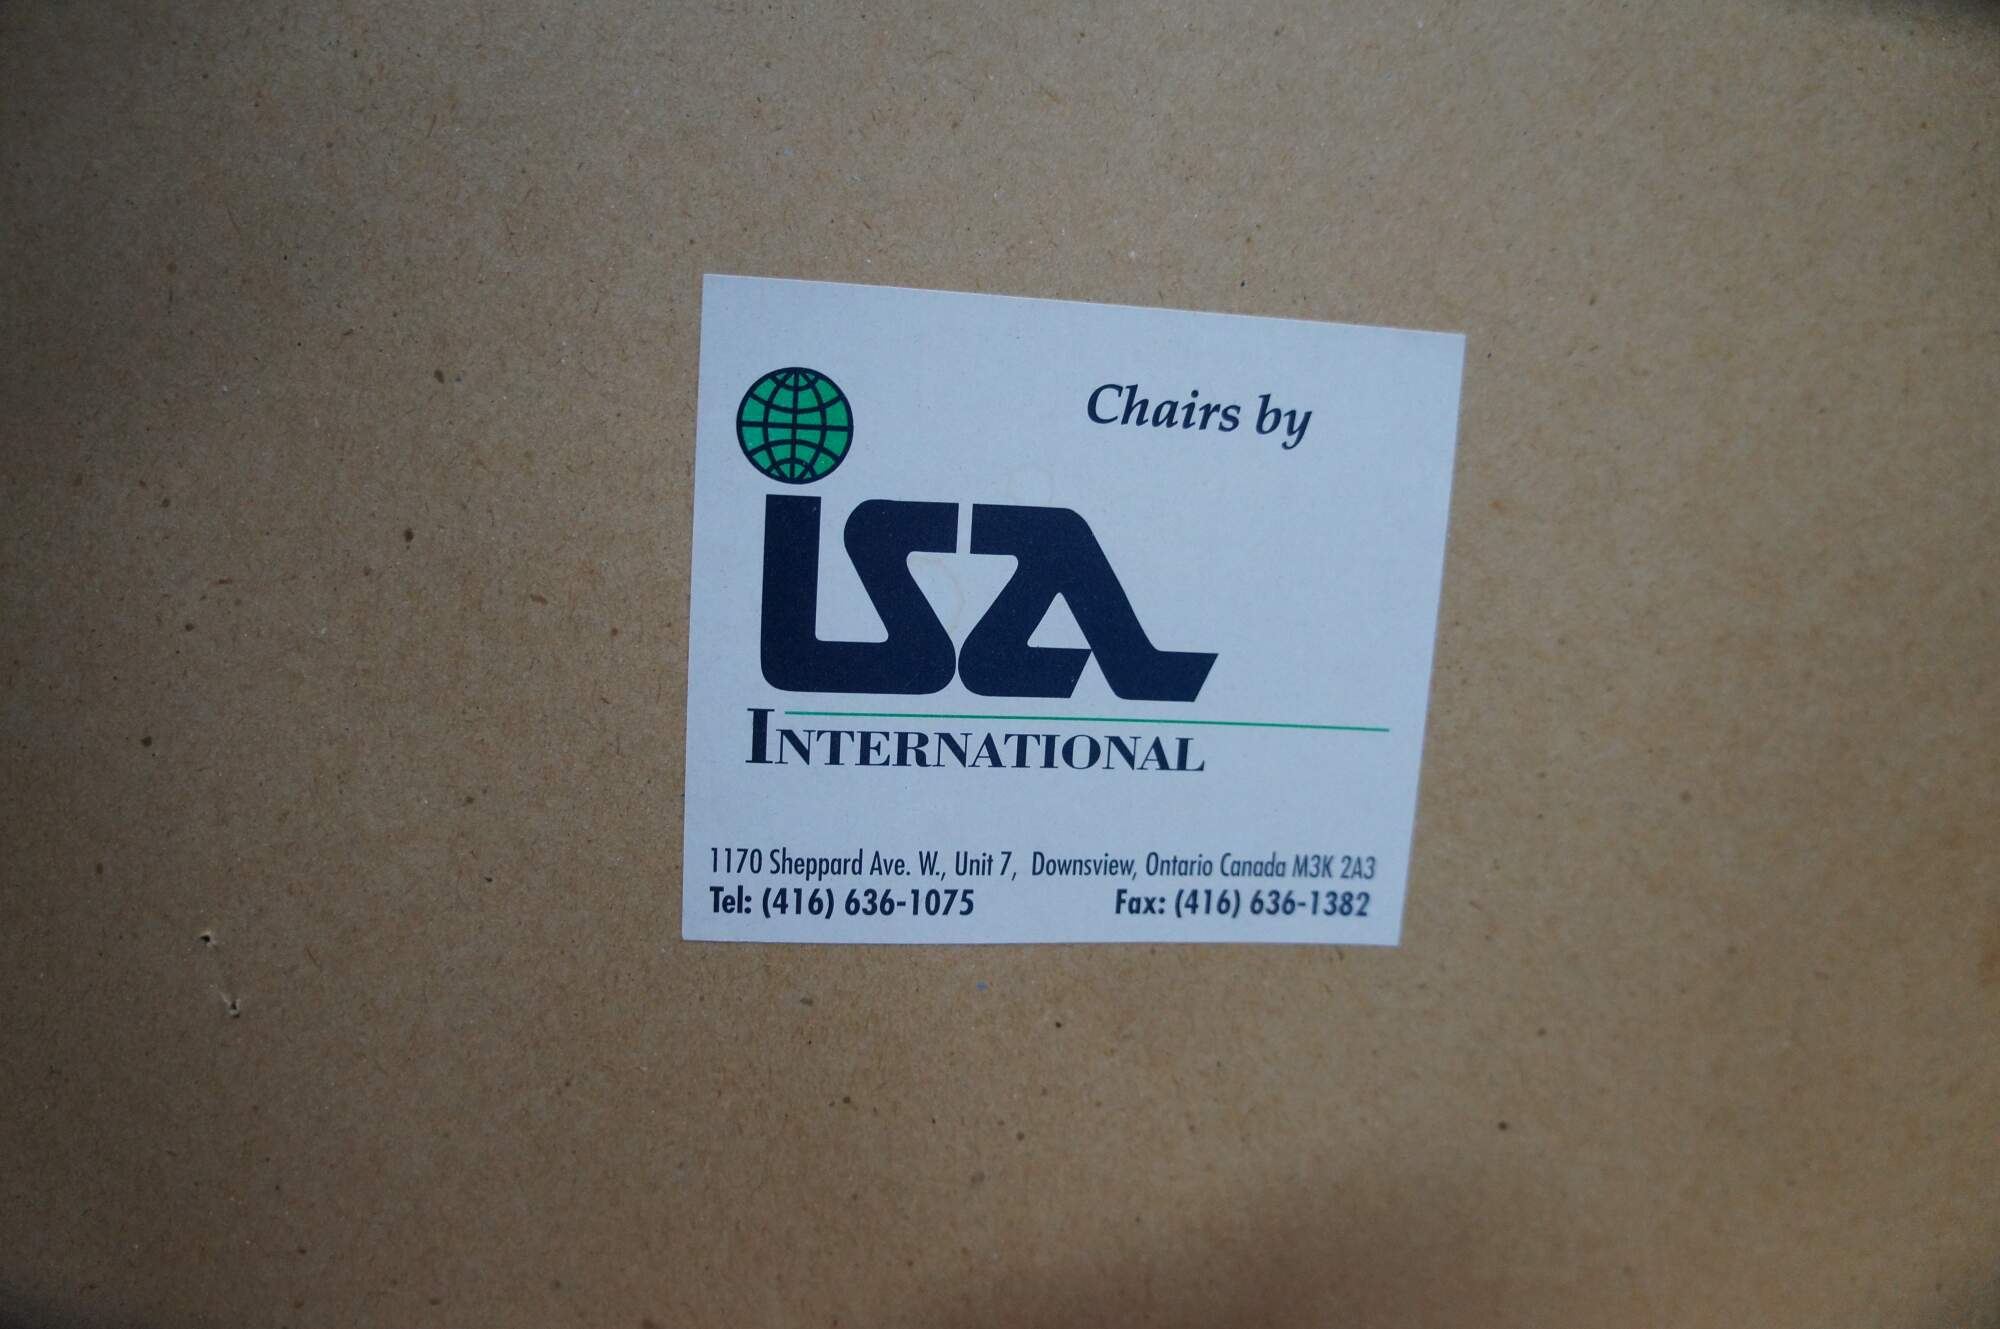 Chairs by
isa
INTERNATIONAL
1170 Sheppard Ave. W., Unit 7, Downsview, Ontario Canada M3K 2A3
Tel: (416) 636-1075 Fax: (416) 636-1382